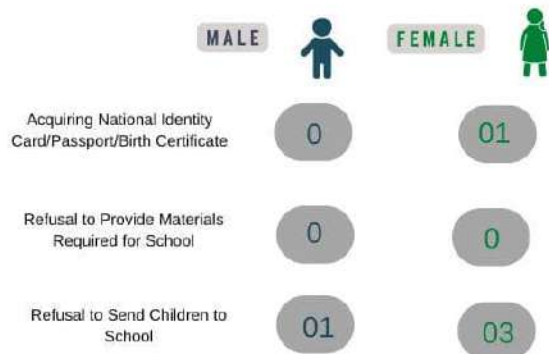 MALE FEMALE
Acquiring National Identity
Card/Passport/Birth Certificate
0 01
Refusal to Provide Materials
Required for School
0 0
Refusal to Send Children to
School
01 03